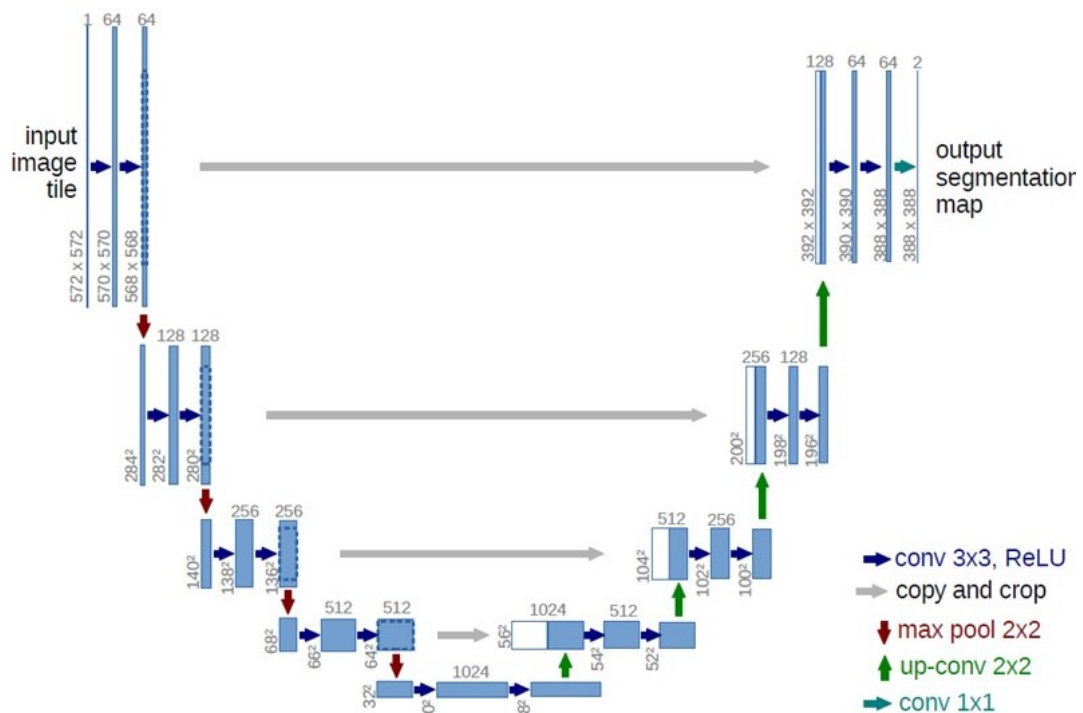 1 64 64
input
image
tile
572 x 572
570 x 570
568 x 568
128 64 64 2
output
segmentation
map
392 x 392
390 x 390
388 x 388
388 x 388
128 128
284²
282²
280²
256 128
200²
198²
196²
256 256
140²
138²
136²
512 256
104²
102²
100²
512 512
68²
66²
64²
1024 512
56²
54²
52²
1024
32²
0²
8²
conv 3x3, ReLU
copy and crop
max pool 2x2
up-conv 2x2
conv 1x1